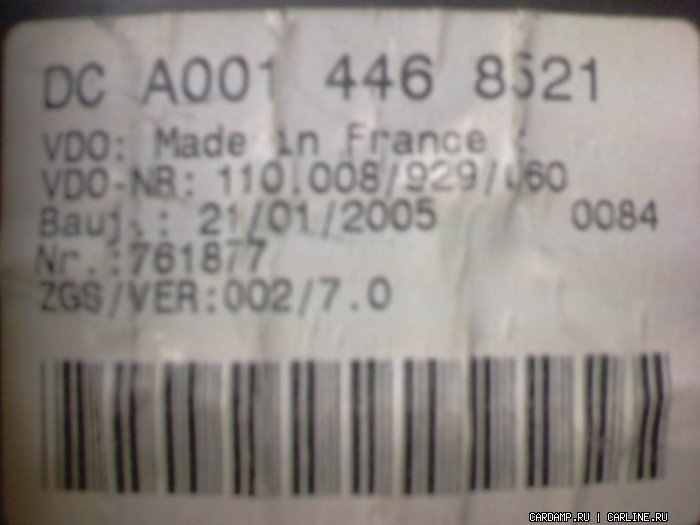 DC A001 446 8521
VDO: Made in France :
VDO-NR: 110.008/929/060
Bauj.: 21/01/2005 0084
Nr.:761877
ZGS/VER:002/7.0
CARDAMP.RU | CARLINE.RU